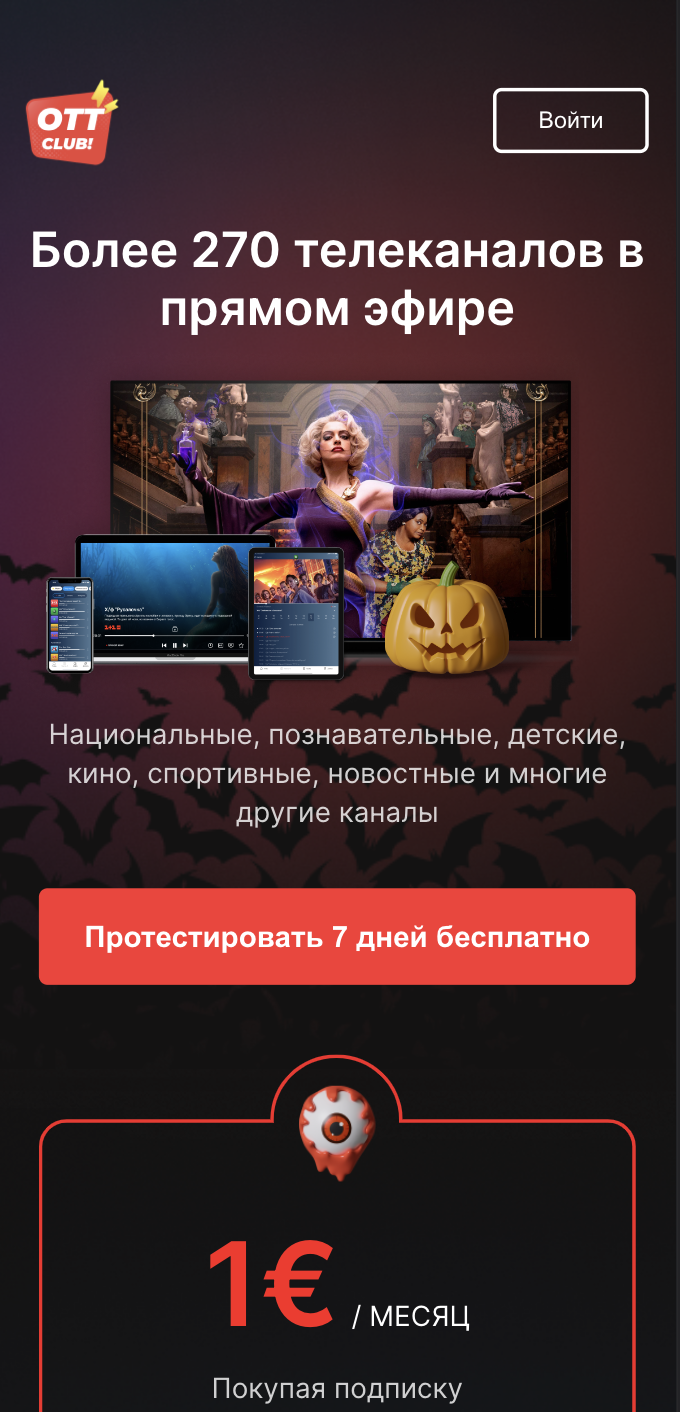 OTT
CLUB!
Войти
Более 270 телеканалов в
прямом эфире
Х/ф "Русалочка"
Национальные, познавательные, детские,
кино, спортивные, новостные и многие
другие каналы
Протестировать 7 дней бесплатно
1€ / МЕСЯЦ
Покупая подписку